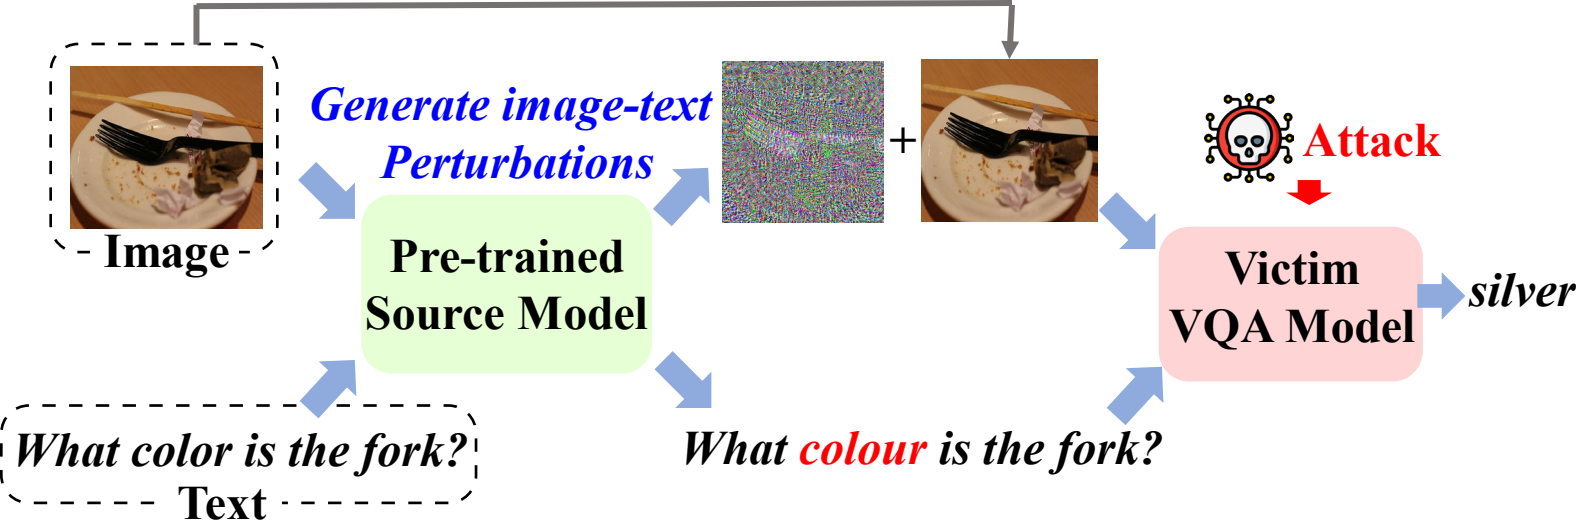 Generate image-text
Perturbations
+
Attack
Image
Pre-trained
Source Model
Victim
VQA Model
silver
What color is the fork?
Text
What colour is the fork?